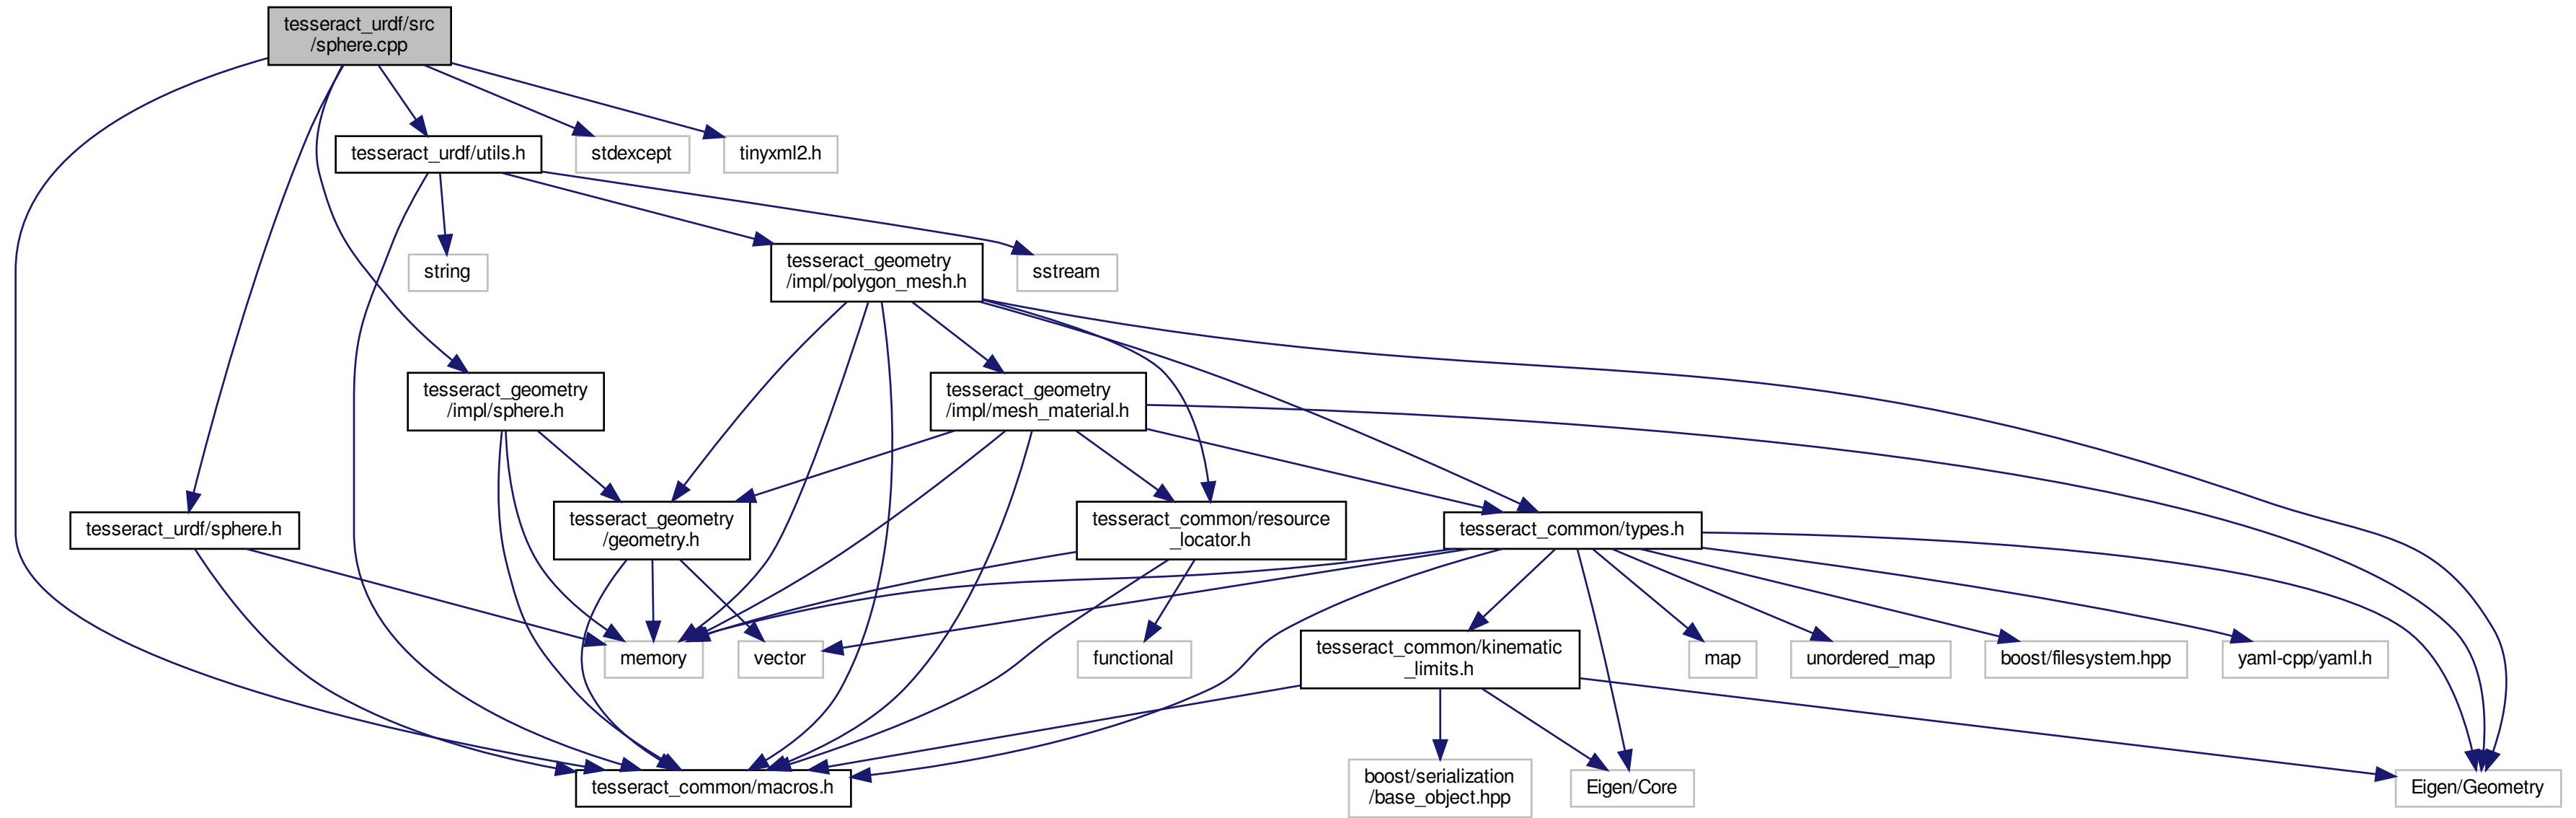 tesseract_urdf/src
/sphere.cpp
tesseract_urdf/utils.h
stdexcept
tinyxml2.h
string
tesseract_geometry
/impl/polygon_mesh.h
sstream
tesseract_geometry
/impl/sphere.h
tesseract_geometry
/impl/mesh_material.h
tesseract_urdf/sphere.h
tesseract_geometry
/geometry.h
tesseract_common/resource
_locator.h
tesseract_common/types.h
memory
vector
functional
tesseract_common/kinematic
_limits.h
map
unordered_map
boost/filesystem.hpp
yaml-cpp/yaml.h
tesseract_common/macros.h
boost/serialization
/base_object.hpp
Eigen/Core
Eigen/Geometry